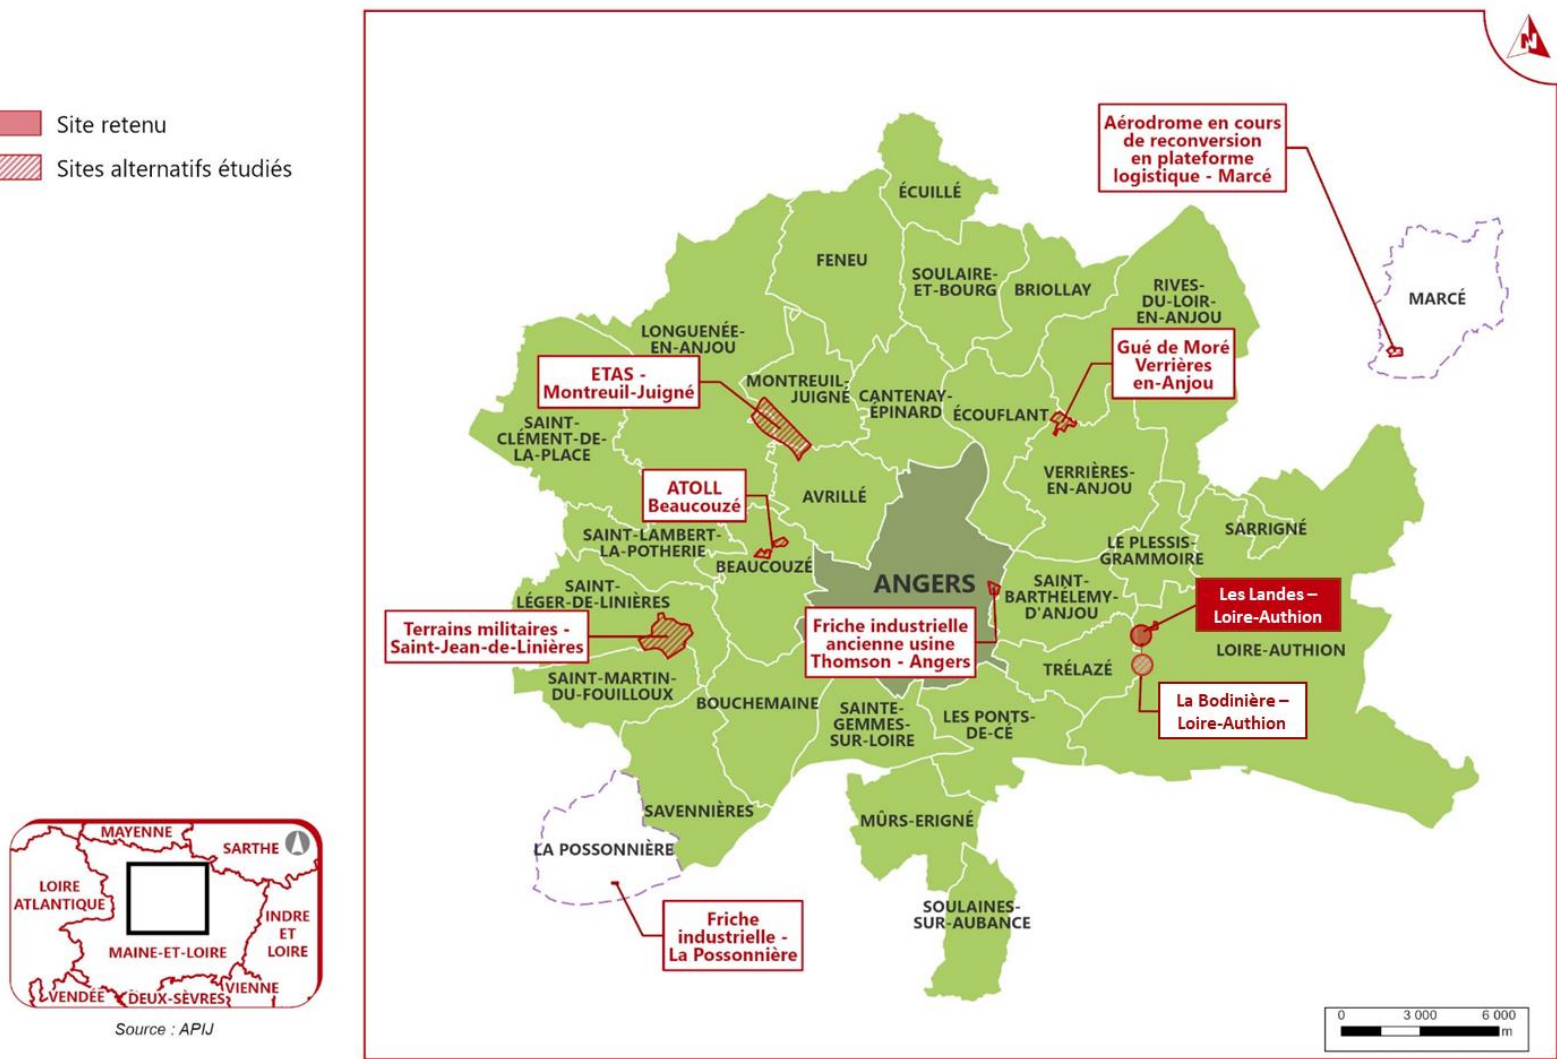 N
Site retenu
Sites alternatifs étudiés
Aérodrome en cours
de reconversion
en plateforme
logistique - Marcé
ÉCUILLÉ
FENEU
SOULAIRE-
ET-BOURG
BRIOLLAY
RIVES-
DU-LOIR-
EN-ANJOU
MARCÉ
LONGUENÉE-
EN-ANJOU
Gué de Moré
Verrières
en-Anjou
ETAS -
Montreuil-Juigné
MONTREUIL-
JUIGNÉ
CANTENAY-
ÉPINARD
ÉCOUFLANT
SAINT-
CLÉMENT-DE-
LA-PLACE
VERRIÈRES-
EN-ANJOU
ATOLL
Beaucouzé
AVRILLÉ
SARRIGNÉ
SAINT-LAMBERT-
LA-POTHERIE
LE PLESSIS-
GRAMMOIRE
BEAUCOUZÉ
ANGERS
SAINT-
BARTHÉLEMY-
D'ANJOU
SAINT-
LÉGER-DE-LINIÈRES
Les Landes –
Loire-Authion
Terrains militaires -
Saint-Jean-de-Linières
Friche industrielle
ancienne usine
Thomson - Angers
LOIRE-AUTHION
TRÉLAZÉ
SAINT-MARTIN-
DU-FOUILLOUX
BOUCHEMAINE
SAINTE-
GEMMES-
SUR-LOIRE
LES PONTS-
DE-CÉ
La Bodinière –
Loire-Authion
SAVENNIÈRES
MÛRS-ERIGNÉ
LA POSSONNIÈRE
SOULAINES-
SUR-AUBANCE
Friche
industrielle -
La Possonnière
MAYENNE
SARTHE
LOIRE
ATLANTIQUE
INDRE
ET
LOIRE
MAINE-ET-LOIRE
VIENNE
VENDÉE
DEUX-SÈVRES
Source : APIJ
0 3 000 6 000
m